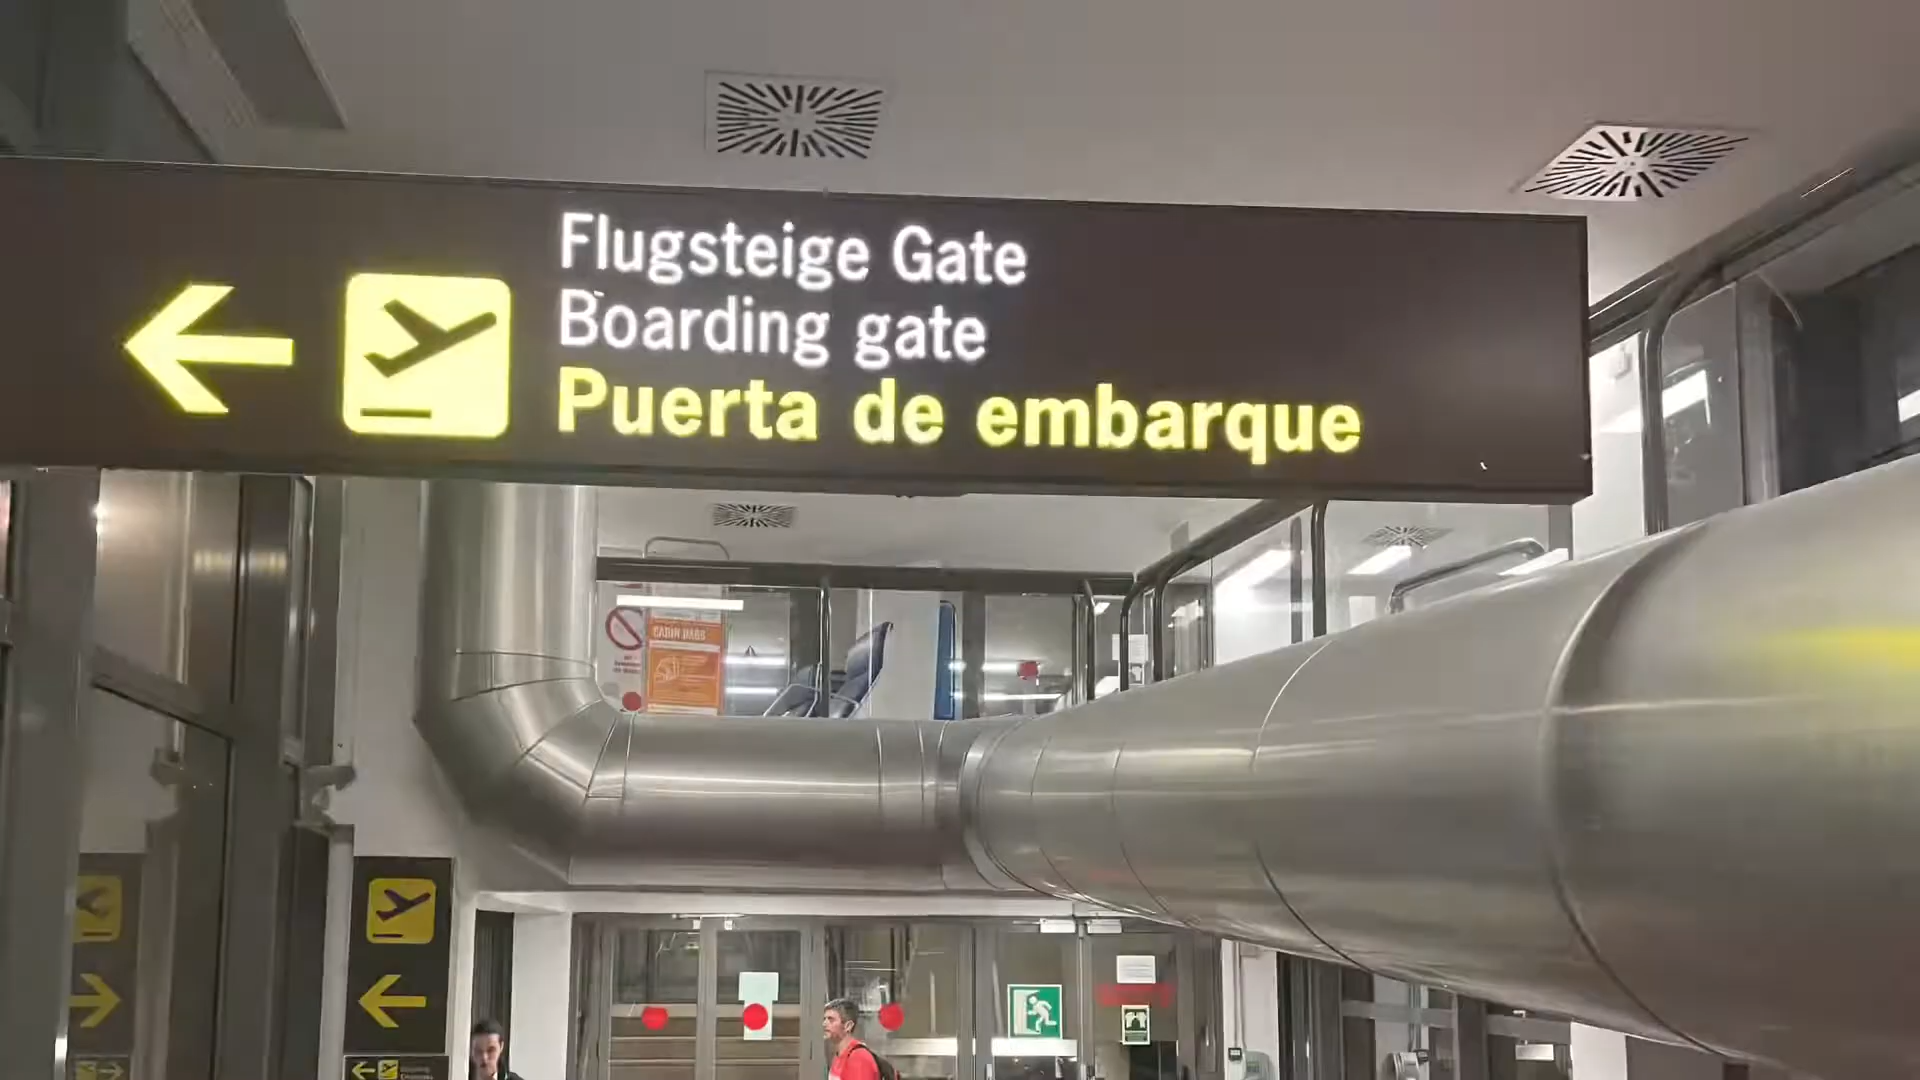 Flugsteige Gate
Boarding gate
Puerta de embarque
CABIN BAGS